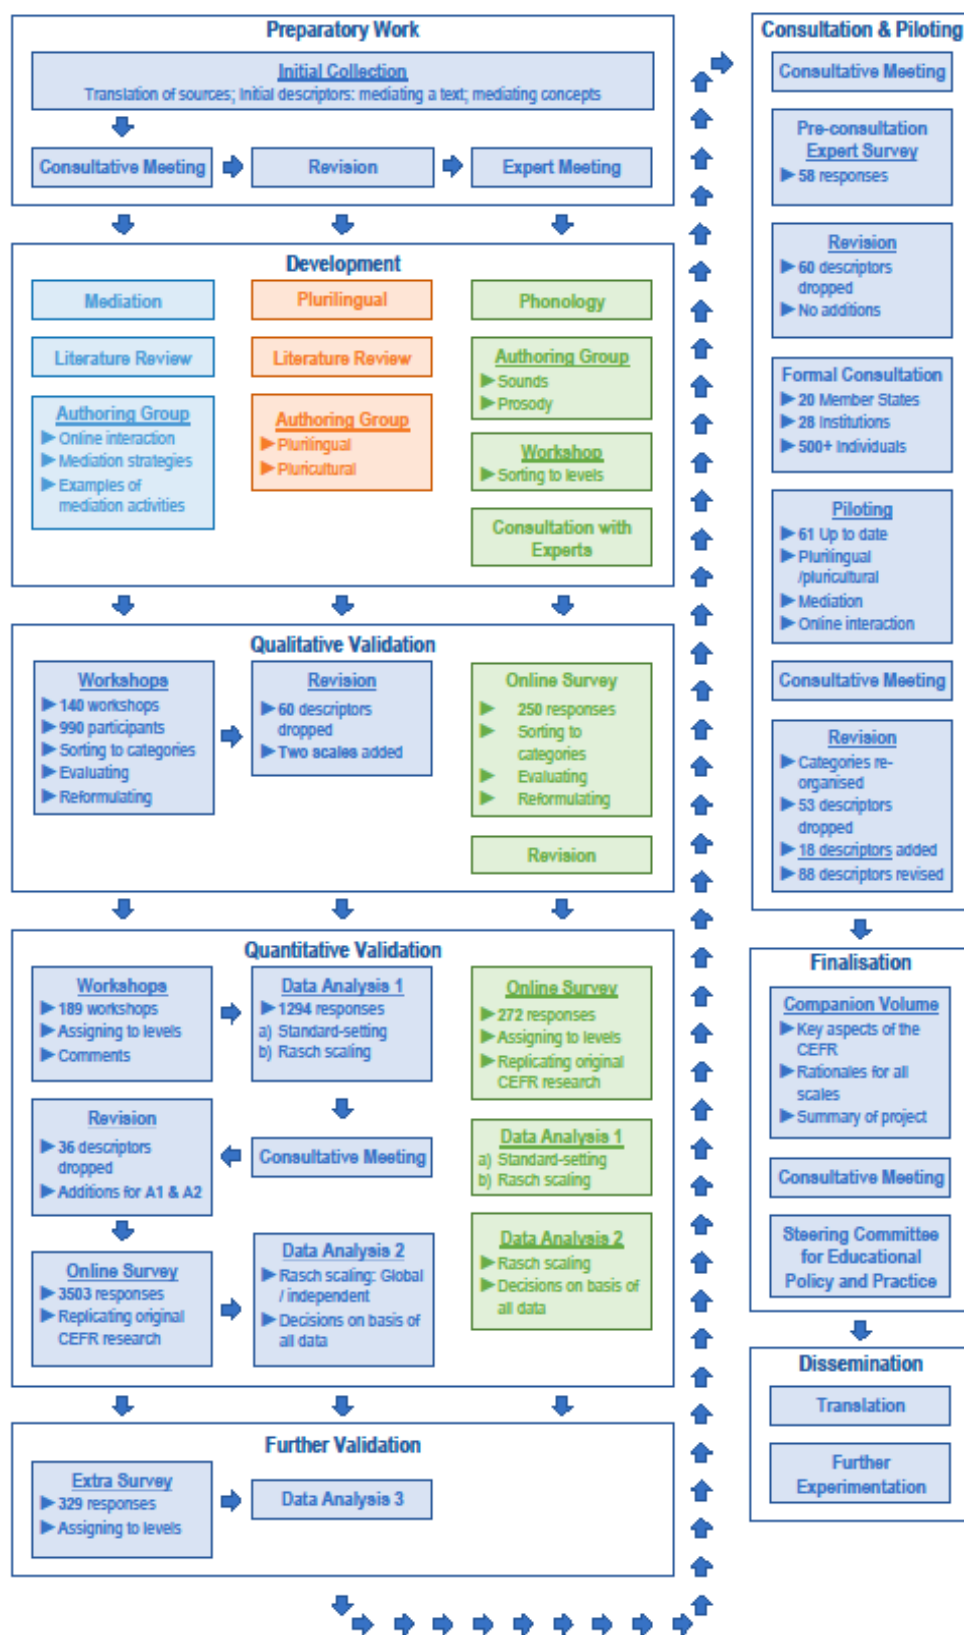 Preparatory Work
Initial Collection
Translation of sources; Initial descriptors: mediating a text; mediating concepts
Consultative Meeting
Revision
Expert Meeting
Development
Mediation
Literature Review
Authoring Group
Online interaction
Mediation strategies
Examples of
mediation activities
Plurilingual
Literature Review
Authoring Group
Plurilingual
Pluricultural
Phonology
Authoring Group
Sounds
Prosody
Workshop
Sorting to levels
Consultation with
Experts
Qualitative Validation
Workshops
140 workshops
990 participants
Sorting to categories
Evaluating
Reformulating
Revision
60 descriptors
dropped
Two scales added
Online Survey
250 responses
Sorting to
categories
Evaluating
Reformulating
Revision
Quantitative Validation
Workshops
189 workshops
Assigning to levels
Comments
Data Analysis 1
1294 responses
a) Standard-setting
b) Rasch scaling
Revision
36 descriptors
dropped
Additions for A1 & A2
Consultative Meeting
Online Survey
3503 responses
Replicating original
CEFR research
Data Analysis 2
Rasch scaling: Global
/ independent
Decisions on basis of
all data
Online Survey
272 responses
Assigning to levels
Replicating original
CEFR research
Data Analysis 1
a) Standard-setting
b) Rasch scaling
Data Analysis 2
Rasch scaling
Decisions on basis of
all data
Further Validation
Extra Survey
329 responses
Assigning to levels
Data Analysis 3
Consultation & Piloting
Consultative Meeting
Pre-consultation
Expert Survey
58 responses
Revision
60 descriptors
dropped
No additions
Formal Consultation
20 Member States
28 Institutions
500+ Individuals
Piloting
61 Up to date
Plurilingual
/pluricultural
Mediation
Online interaction
Consultative Meeting
Revision
Categories re-
organised
53 descriptors
dropped
18 descriptors added
88 descriptors revised
Finalisation
Companion Volume
Key aspects of the
CEFR
Rationales for all
scales
Summary of project
Consultative Meeting
Steering Committee
for Educational
Policy and Practice
Dissemination
Translation
Further
Experimentation